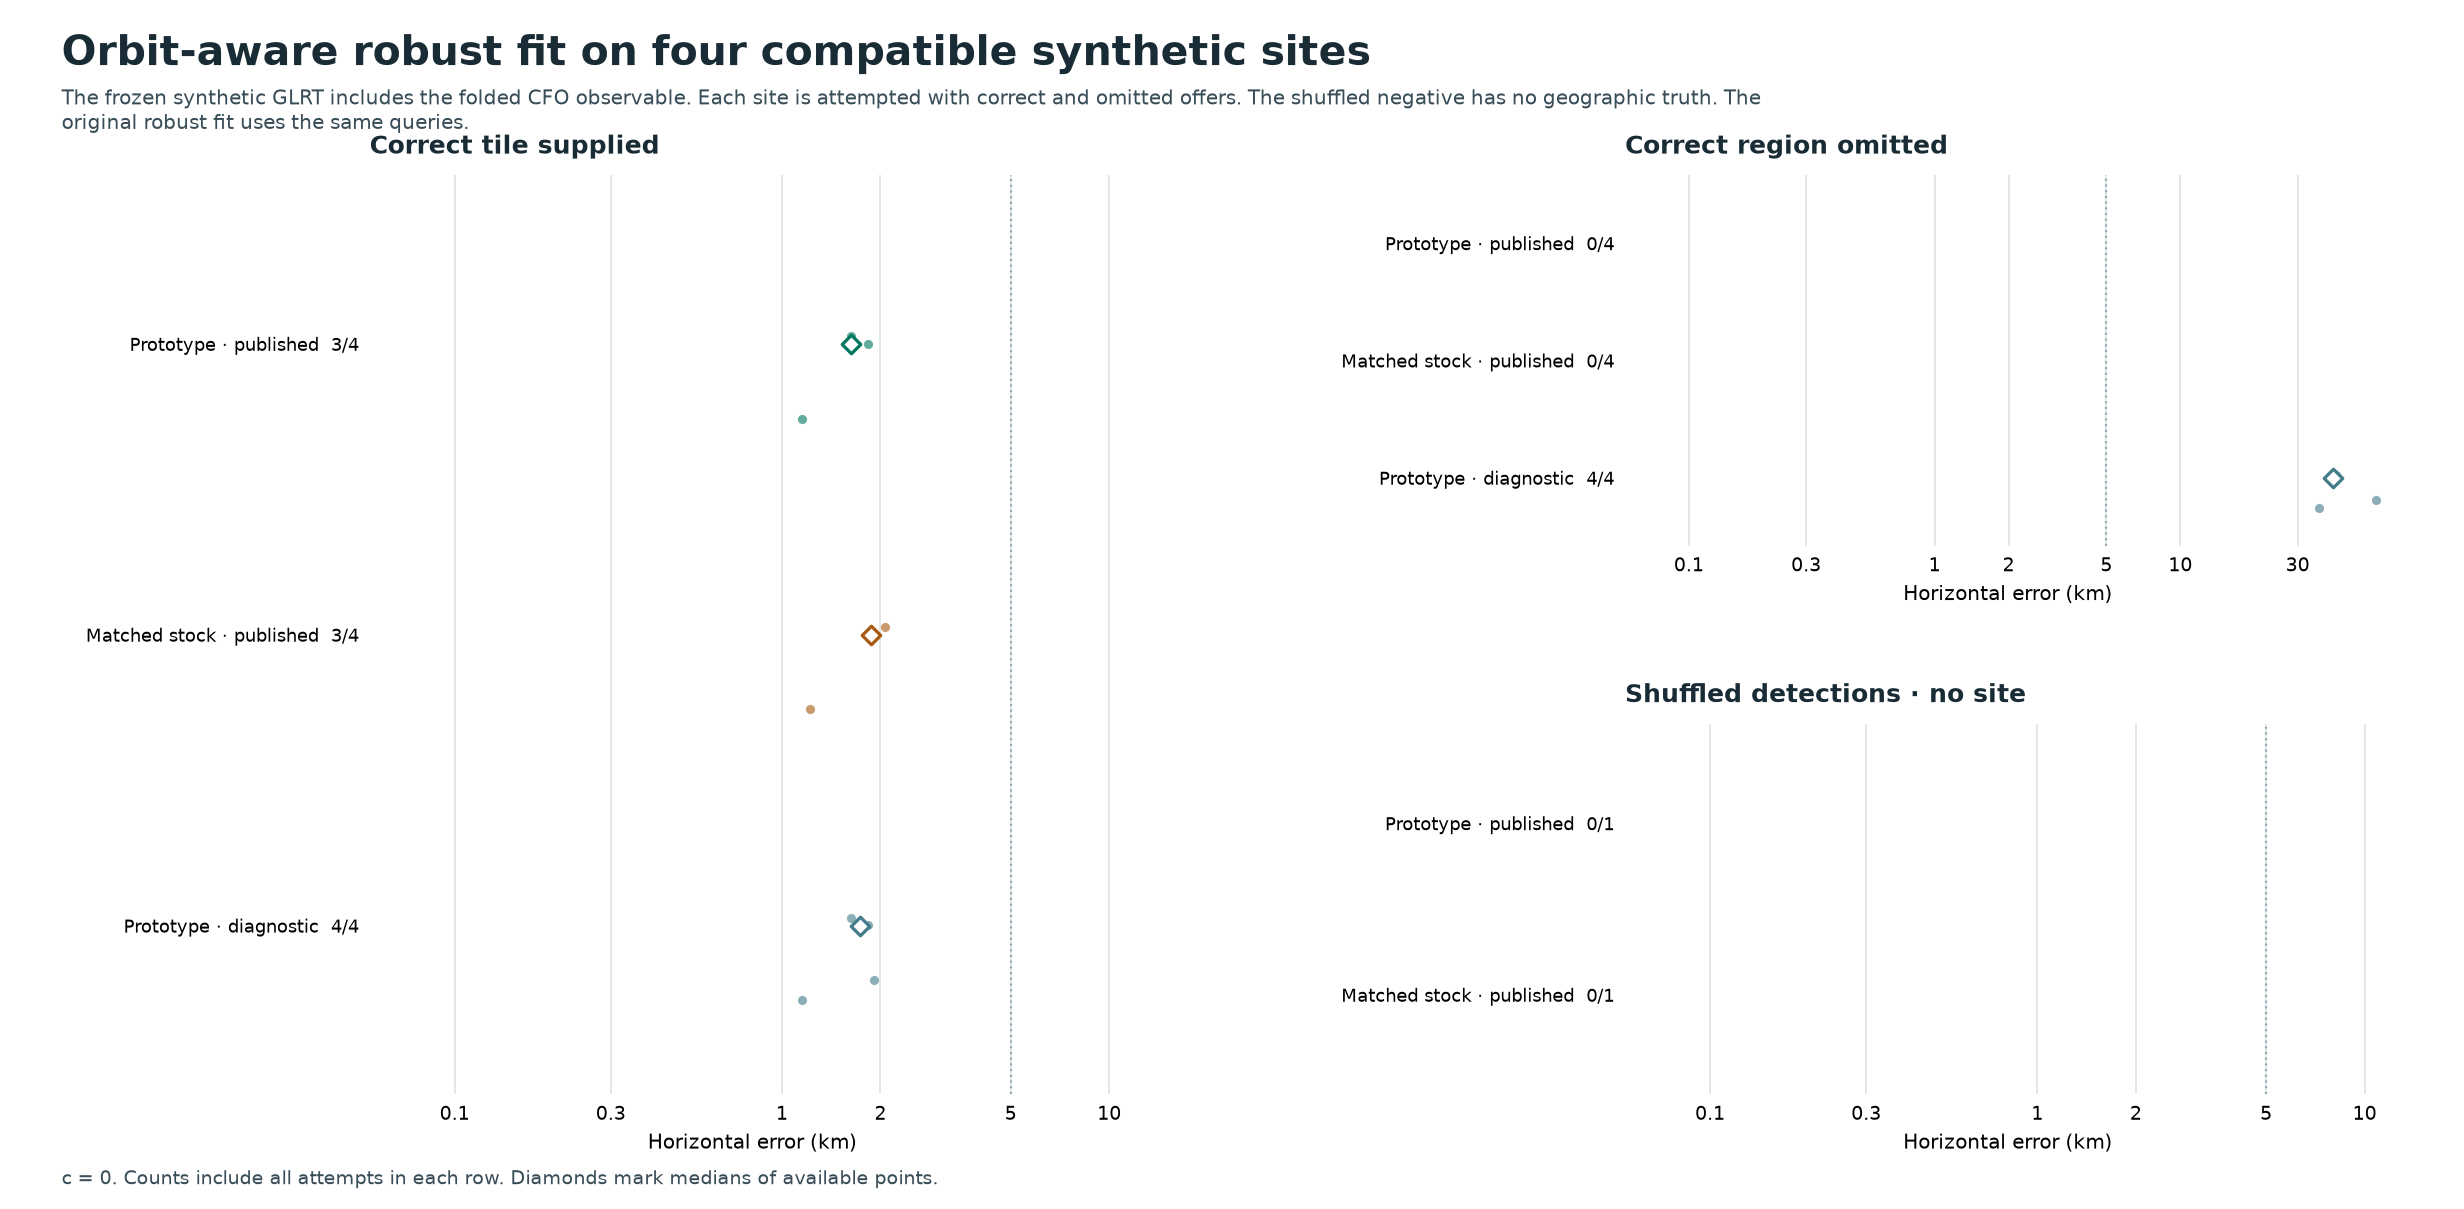 Orbit-aware robust fit on four compatible synthetic sites
The frozen synthetic GLRT includes the folded CFO observable. Each site is attempted with correct and omitted offers. The shuffled negative has no geographic truth. The
original robust fit uses the same queries.
Correct tile supplied
Prototype · published 3/4
Matched stock · published 3/4
Prototype · diagnostic 4/4
0.1 0.3 1 2 5 10
Horizontal error (km)
Correct region omitted
Prototype · published 0/4
Matched stock · published 0/4
Prototype · diagnostic 4/4
0.1 0.3 1 2 5 10 30
Horizontal error (km)
Shuffled detections · no site
Prototype · published 0/1
Matched stock · published 0/1
0.1 0.3 1 2 5 10
Horizontal error (km)
c = 0. Counts include all attempts in each row. Diamonds mark medians of available points.